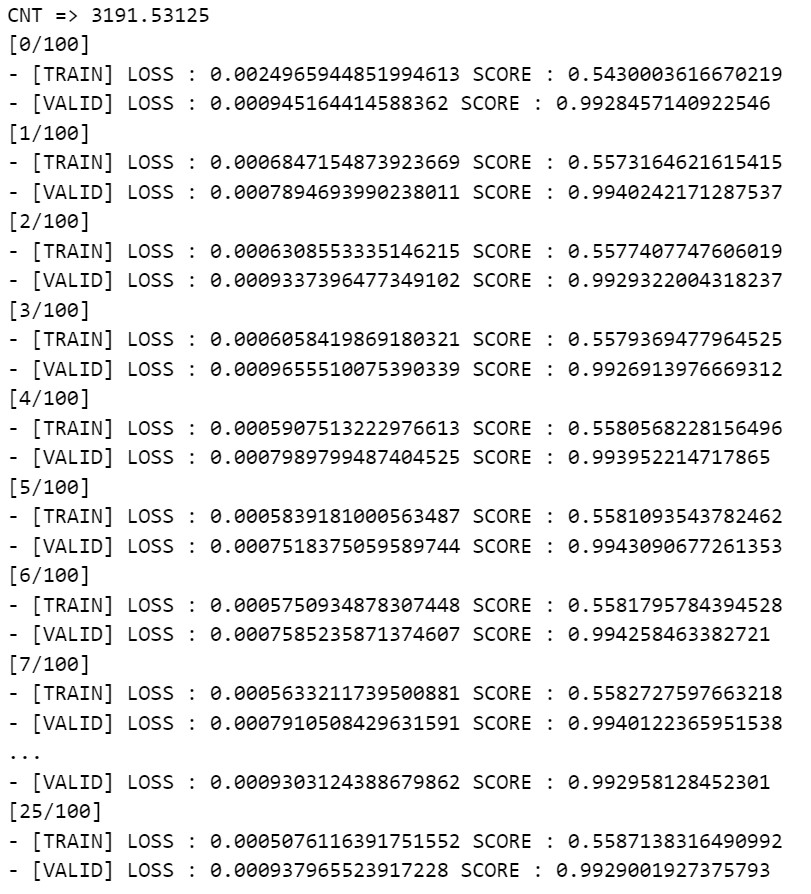 CNT => 3191.53125
[0/100]
- [TRAIN] LOSS : 0.0024965944851994613 SCORE : 0.5430003616670219
- [VALID] LOSS : 0.000945164414588362 SCORE : 0.9928457140922546
[1/100]
- [TRAIN] LOSS : 0.0006847154873923669 SCORE : 0.5573164621615415
- [VALID] LOSS : 0.0007894693990238011 SCORE : 0.9940242171287537
[2/100]
- [TRAIN] LOSS : 0.0006308553335146215 SCORE : 0.5577407747606019
- [VALID] LOSS : 0.0009337396477349102 SCORE : 0.9929322004318237
[3/100]
- [TRAIN] LOSS : 0.0006058419869180321 SCORE : 0.5579369477964525
- [VALID] LOSS : 0.0009655510075390339 SCORE : 0.9926913976669312
[4/100]
- [TRAIN] LOSS : 0.0005907513222976613 SCORE : 0.5580568228156496
- [VALID] LOSS : 0.0007989799487404525 SCORE : 0.993952214717865
[5/100]
- [TRAIN] LOSS : 0.0005839181000563487 SCORE : 0.5581093543782462
- [VALID] LOSS : 0.0007518375059589744 SCORE : 0.9943090677261353
[6/100]
- [TRAIN] LOSS : 0.0005750934878307448 SCORE : 0.5581795784394528
- [VALID] LOSS : 0.0007585235871374607 SCORE : 0.994258463382721
[7/100]
- [TRAIN] LOSS : 0.0005633211739500881 SCORE : 0.5582727597663218
- [VALID] LOSS : 0.0007910508429631591 SCORE : 0.9940122365951538
...
- [VALID] LOSS : 0.0009303124388679862 SCORE : 0.992958128452301
[25/100]
- [TRAIN] LOSS : 0.0005076116391751552 SCORE : 0.5587138316490992
- [VALID] LOSS : 0.000937965523917228 SCORE : 0.9929001927375793